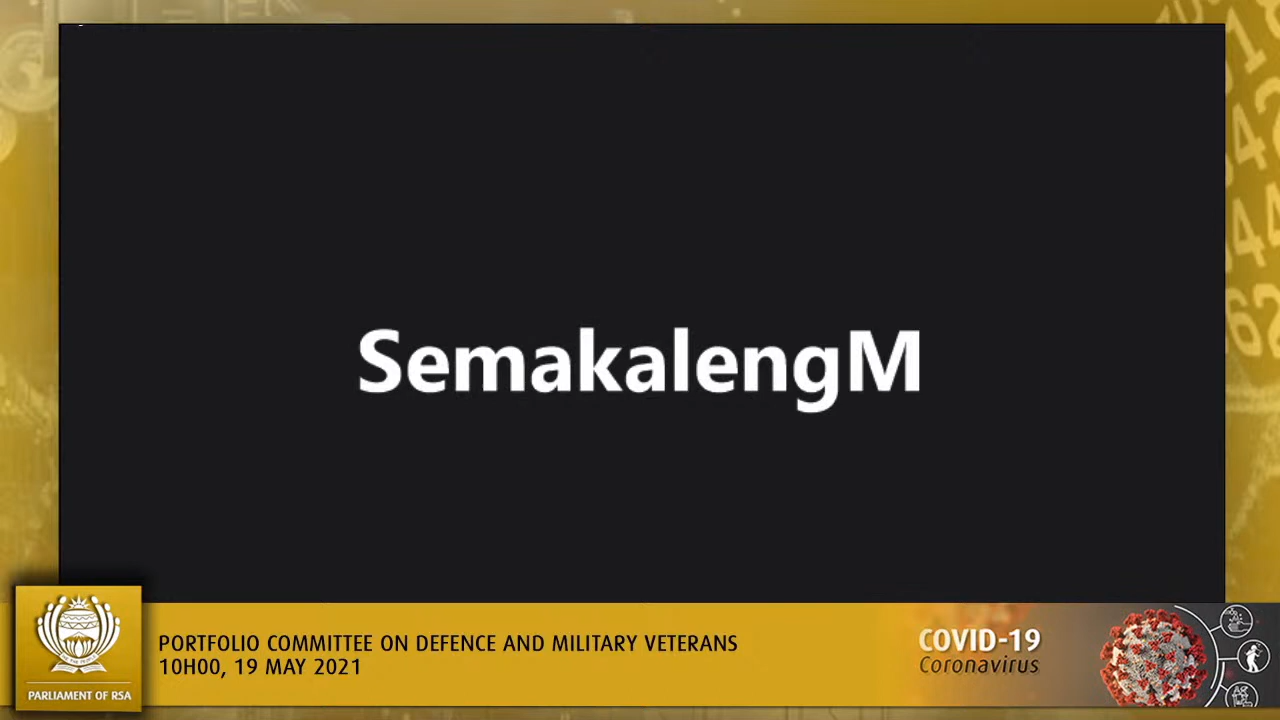 SemakalengM
PORTFOLIO COMMITTEE ON DEFENCE AND MILITARY VETERANS
10H00, 19 MAY 2021
PARLIAMENT OF RSA
COVID-19
Coronavirus